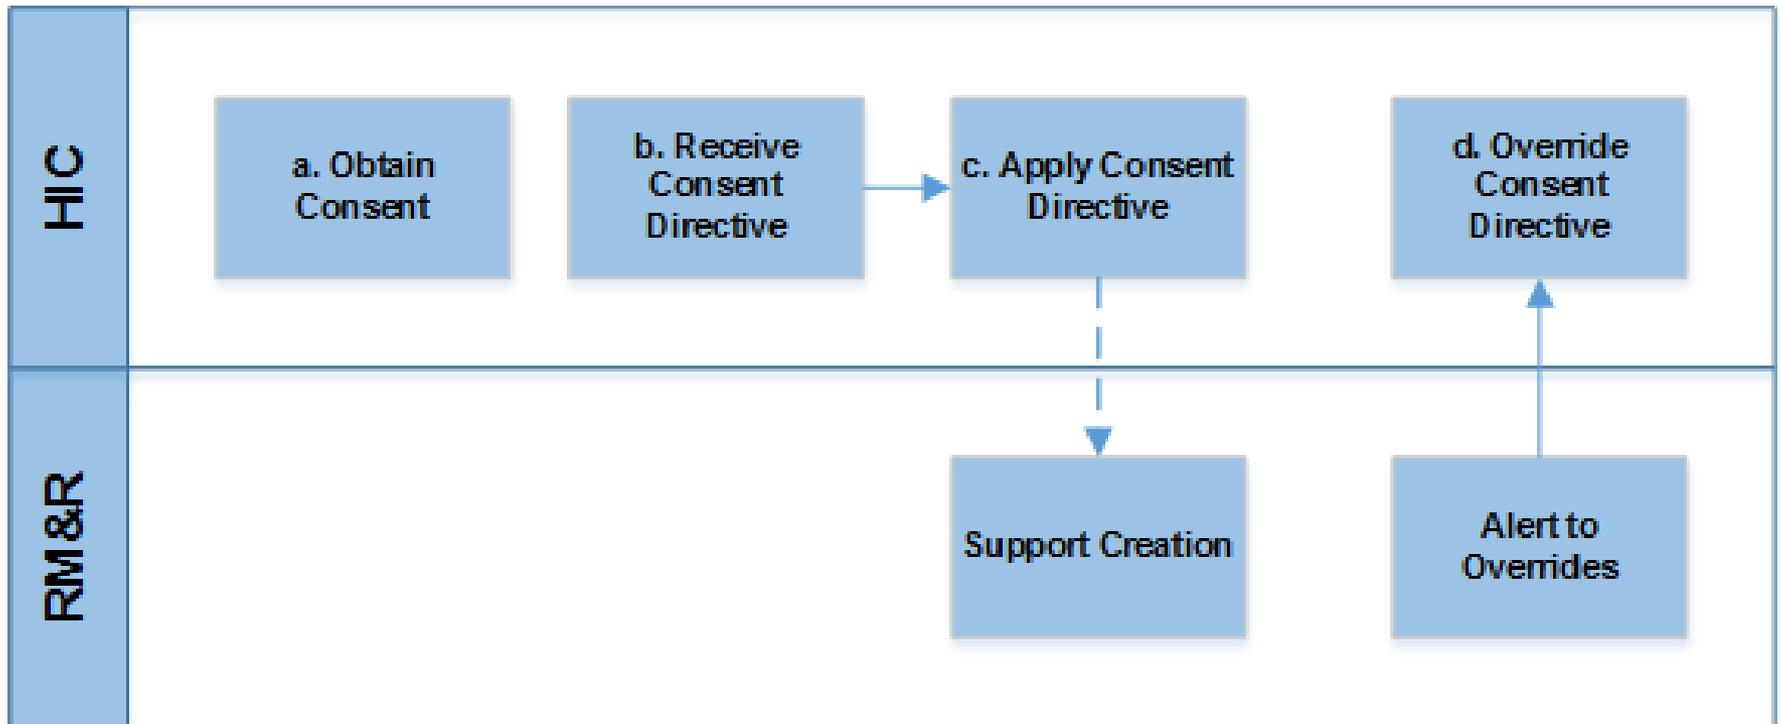 HIC
a. Obtain
Consent
b. Receive
Consent
Directive
c. Apply Consent
Directive
d. Override
Consent
Directive
RM&R
Support Creation
Alert to
Overrides